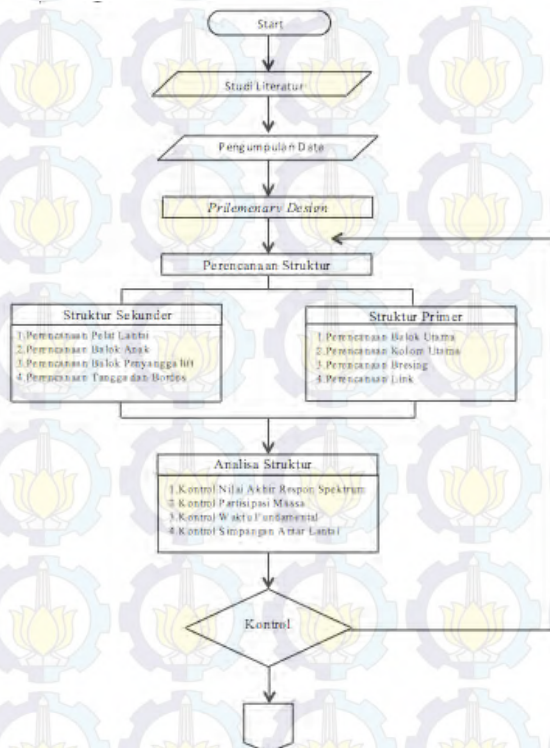 Start
Studi Literatur
Pengumpulan Data
Prilemenary Design
Perencanaan Struktur
Struktur Sekunder
1.Perencanaan Pelat Lantai
2.Perencanaan Balok Anak
3.Perencanaan Balok Penyangga lift
4.Perencanaan Tangga dan Bordes
Struktur Primer
1.Perencanaan Balok Utama
2.Perencanaan Kolom Utama
3.Perencanaan Bresing
4.Perencanaan Link
Analisa Struktur
1.Kontrol Nilai Akhir Respon Spektrum
2.Kontrol Partisipasi Massa
3.Kontrol Waktu Fundamental
4.Kontrol Simpangan Antar Lantai
Kontrol